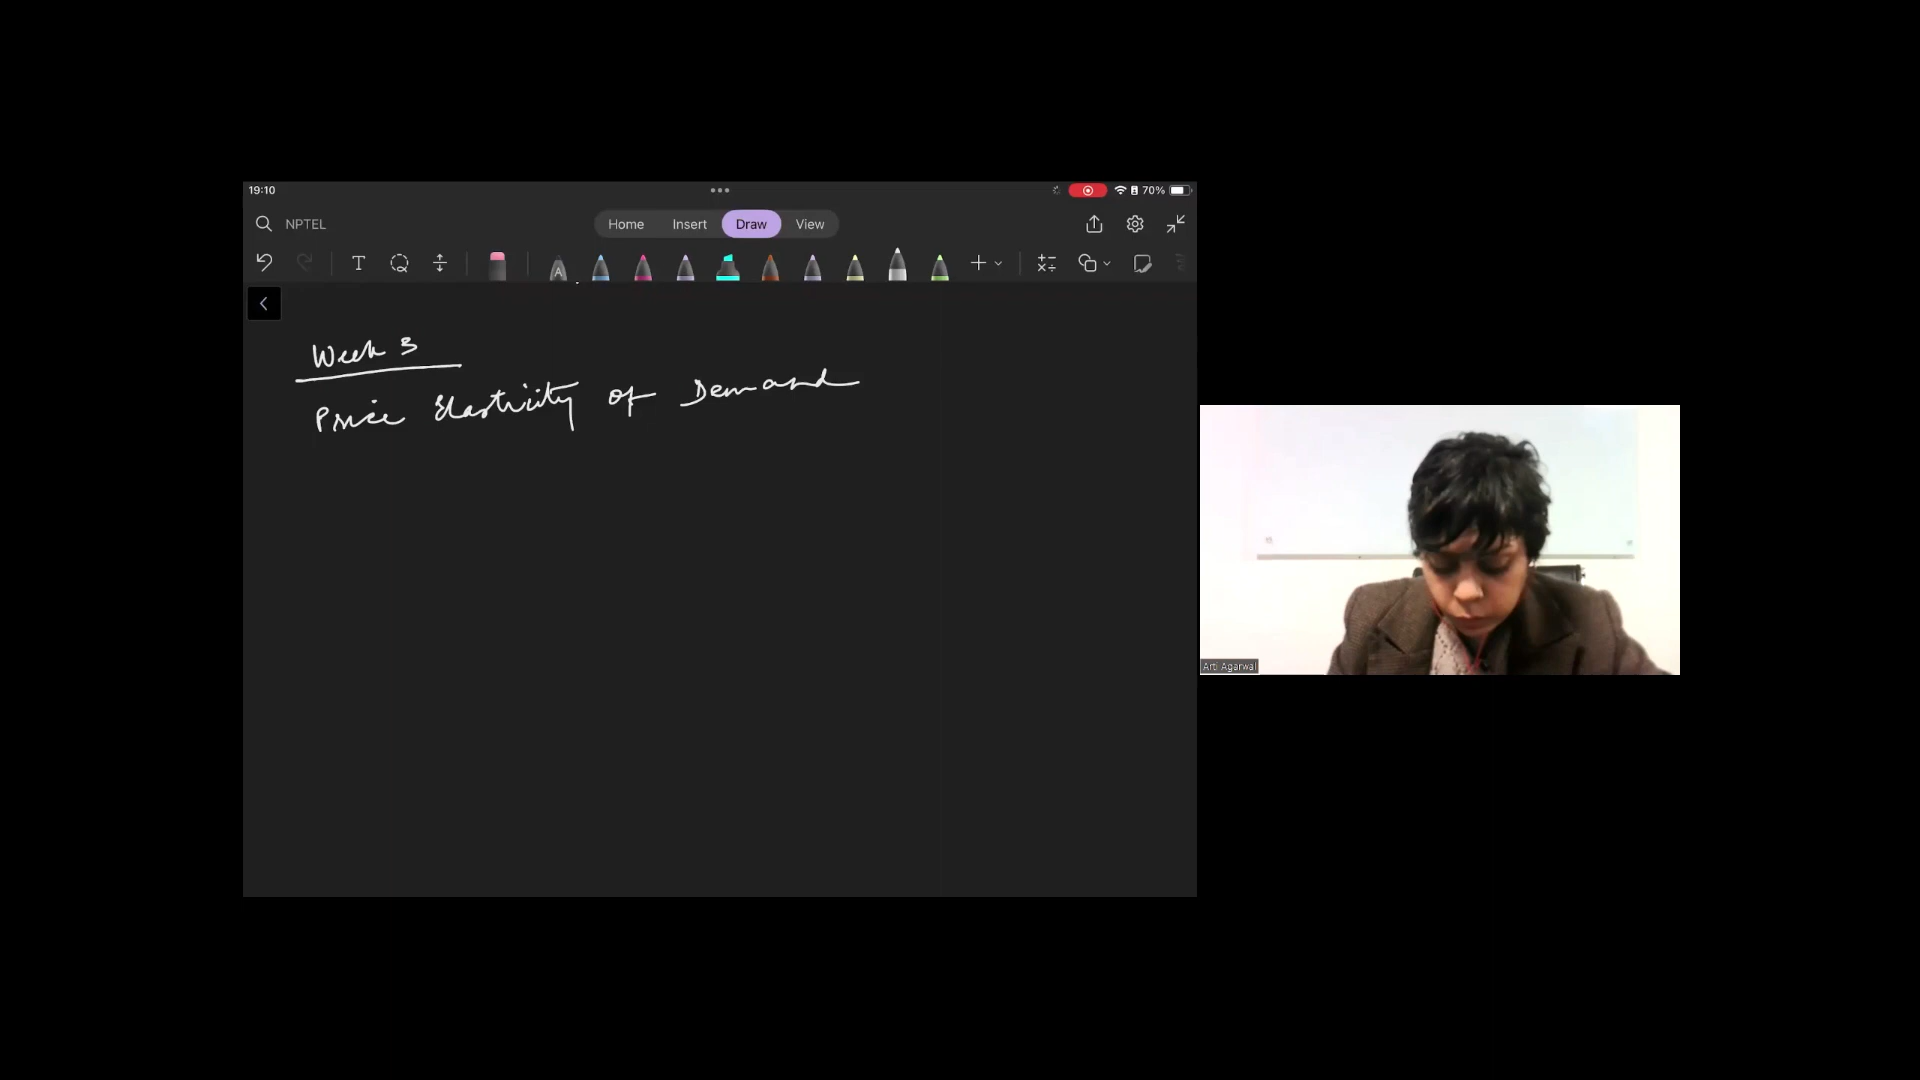 19:10
70%
NPTEL
Home Insert Draw View
T
A
Week 3
Price Elasticity of Demand
Arti Agarwal